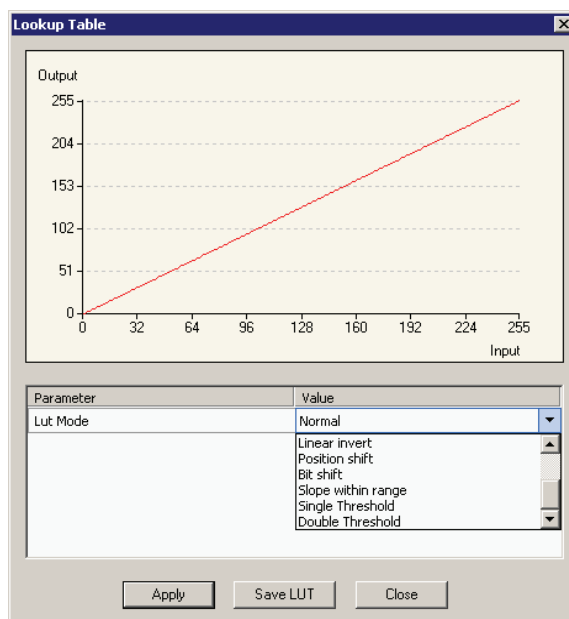 Lookup Table
Output
255
204
153
102
51
0
0 32 64 96 128 160 192 224 255
Input
Parameter Value
Lut Mode Normal
Linear invert
Position shift
Bit shift
Slope within range
Single Threshold
Double Threshold
Apply Save LUT Close